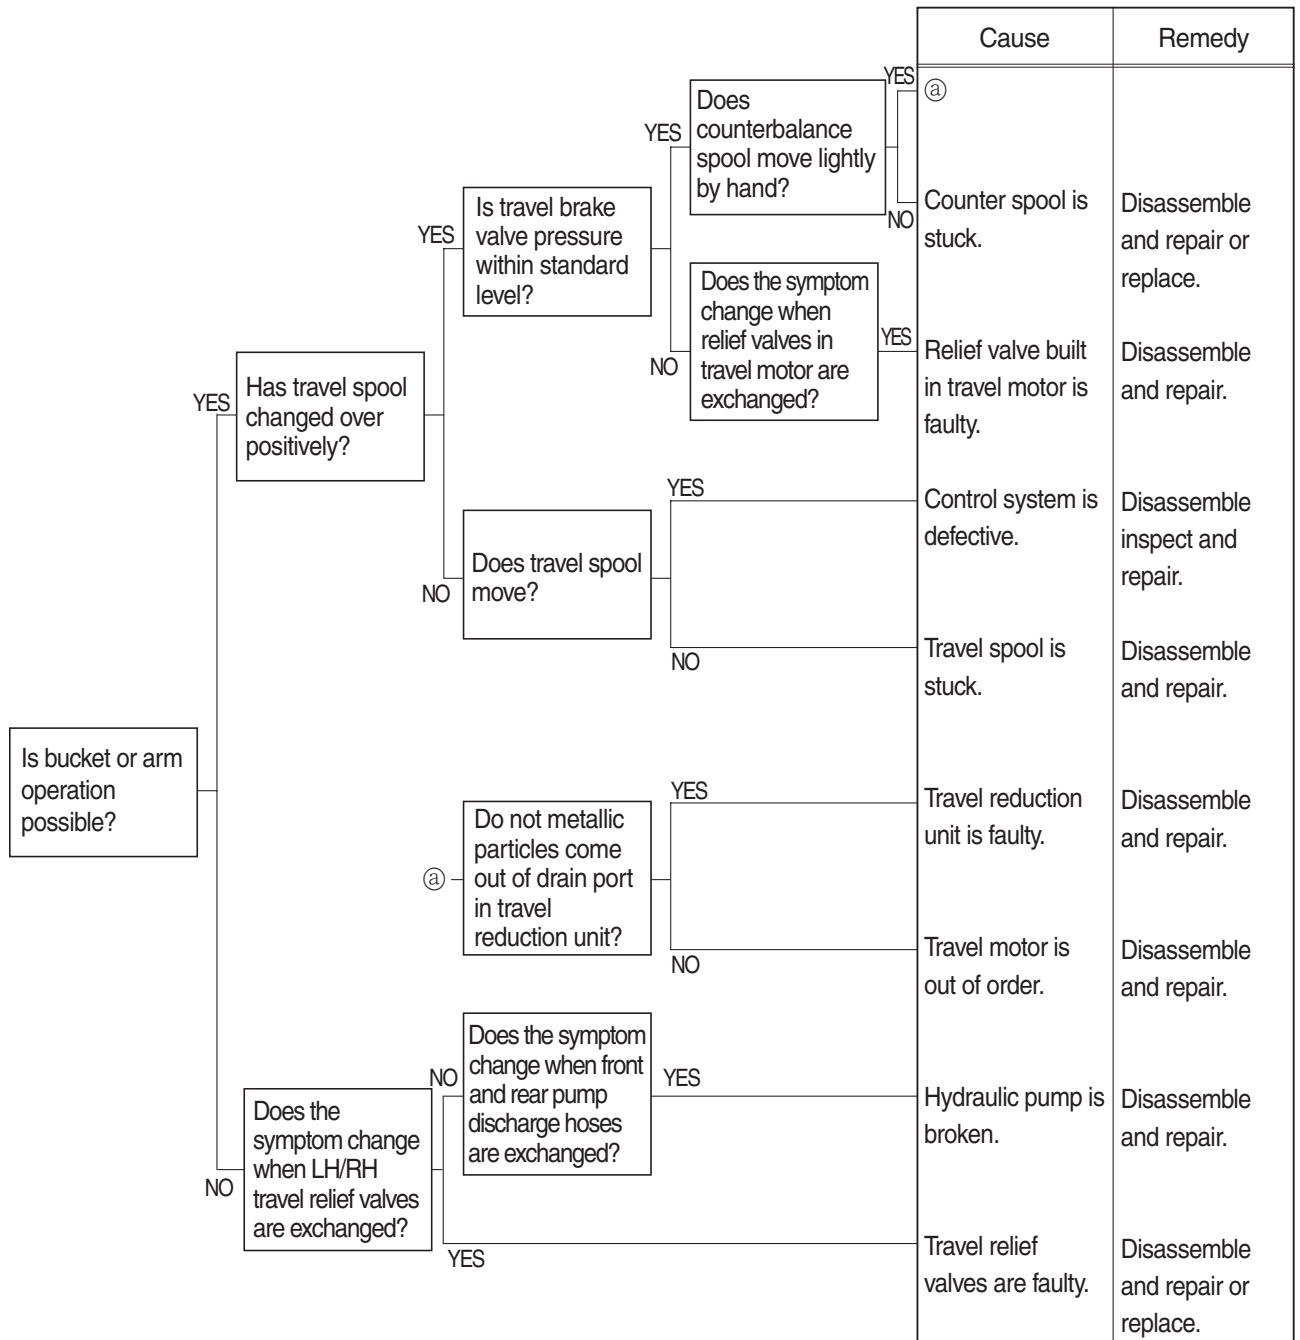 Cause
Remedy
Is bucket or arm
operation
possible?
YES
Has travel spool
changed over
positively?
YES
Is travel brake
valve pressure
within standard
level?
YES
Does
counterbalance
spool move lightly
by hand?
YES
ⓐ
NO
Counter spool is
stuck.
Disassemble
and repair or
replace.
NO
Does the symptom
change when
relief valves in
travel motor are
exchanged?
YES
Relief valve built
in travel motor is
faulty.
Disassemble
and repair.
NO
Does travel spool
move?
YES
Control system is
defective.
Disassemble
inspect and
repair.
NO
Travel spool is
stuck.
Disassemble
and repair.
ⓐ
Do not metallic
particles come
out of drain port
in travel
reduction unit?
YES
Travel reduction
unit is faulty.
Disassemble
and repair.
NO
Travel motor is
out of order.
Disassemble
and repair.
NO
Does the
symptom change
when LH/RH
travel relief valves
are exchanged?
NO
Does the symptom
change when front
and rear pump
discharge hoses
are exchanged?
YES
Hydraulic pump is
broken.
Disassemble
and repair.
YES
Travel relief
valves are faulty.
Disassemble
and repair or
replace.